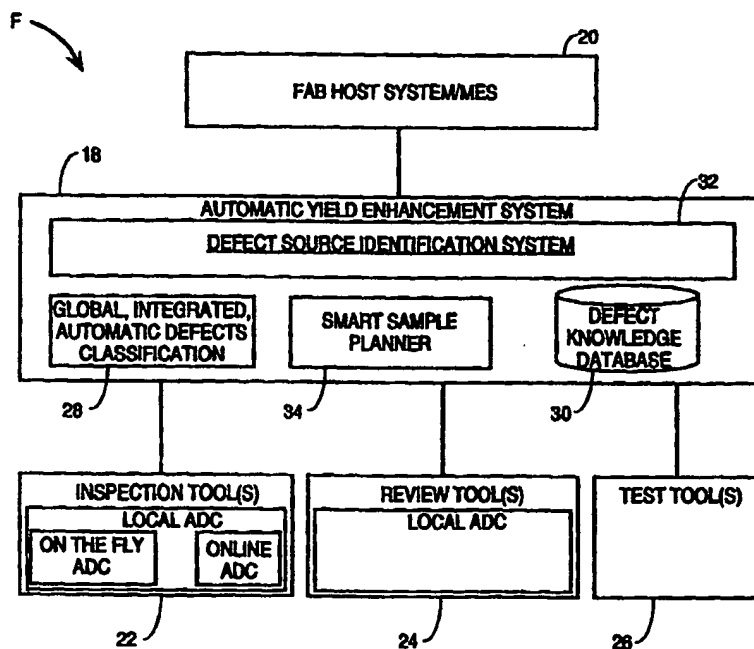 F
20
FAB HOST SYSTEM/MES
18
32
AUTOMATIC YIELD ENHANCEMENT SYSTEM
DEFECT SOURCE IDENTIFICATION SYSTEM
GLOBAL, INTEGRATED,
AUTOMATIC DEFECTS
CLASSIFICATION
SMART SAMPLE
PLANNER
DEFECT
KNOWLEDGE
DATABASE
28
34
30
INSPECTION TOOL(S)
LOCAL ADC
ON THE FLY
ADC
ONLINE
ADC
REVIEW TOOL(S)
LOCAL ADC
TEST TOOL(S)
22
24
26